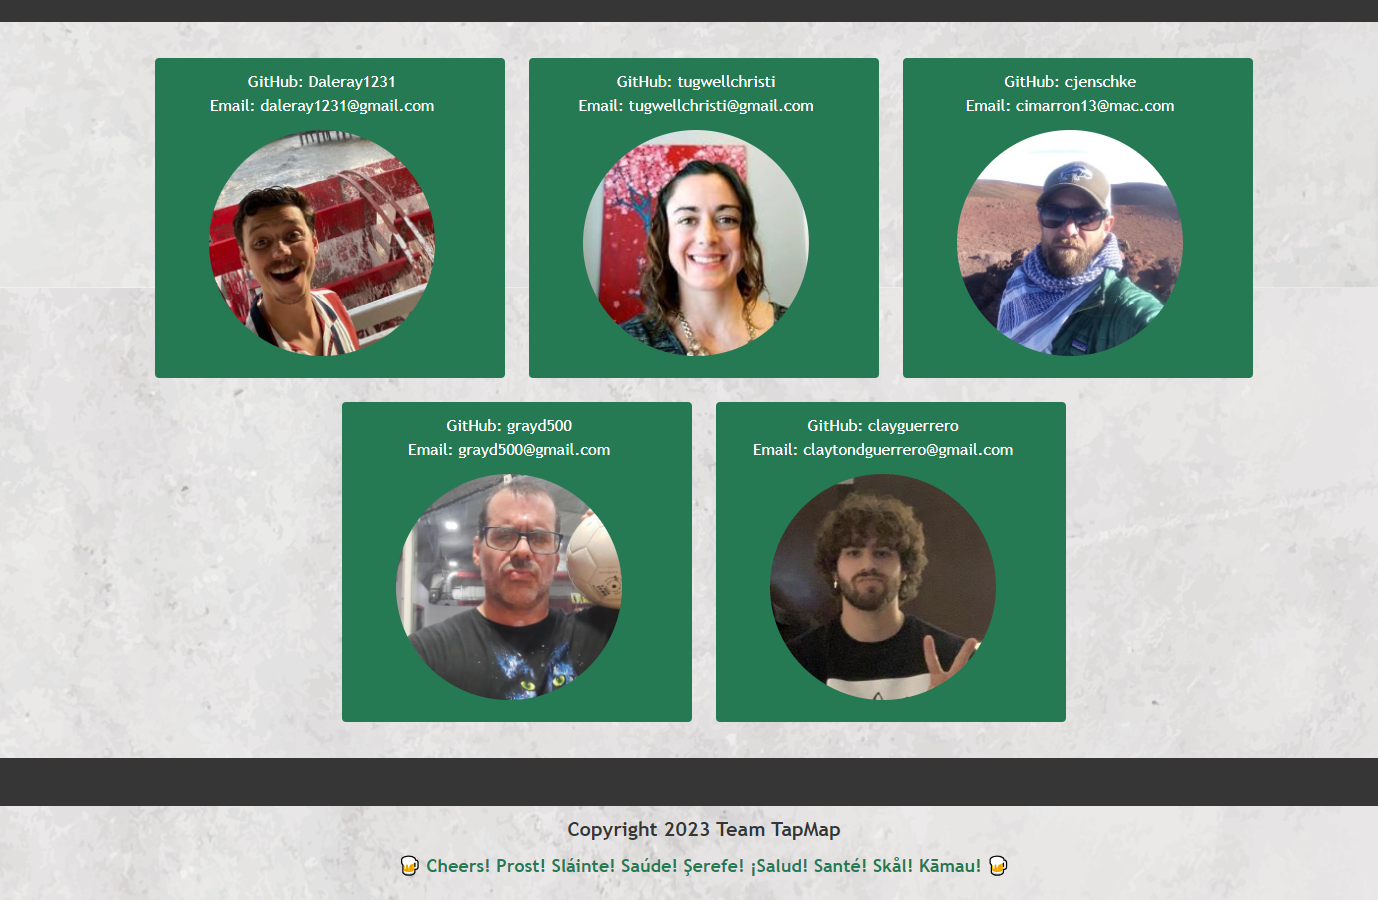 GitHub: Daleray1231
Email: daleray1231@gmail.com
GitHub: tugwellchristi
Email: tugwellchristi@gmail.com
GitHub: cjenschke
Email: cimarron13@mac.com
GitHub: grayd500
Email: grayd500@gmail.com
GitHub: clayguerrero
Email: claytondguerrero@gmail.com
Copyright 2023 Team TapMap
🍺 Cheers! Prost! Sláinte! Saúde! Şerefe! ¡Salud! Santé! Skål! Kāmau! 🍺